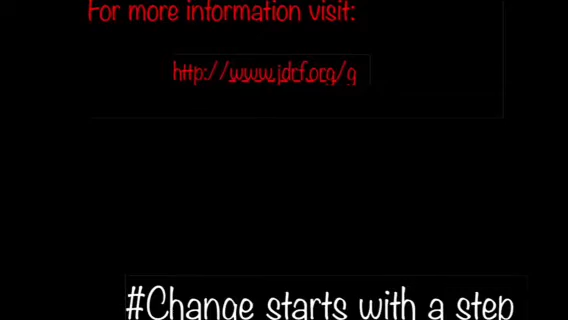 For more information visit:
http://www.jdrf.org/g
#Change starts with a step